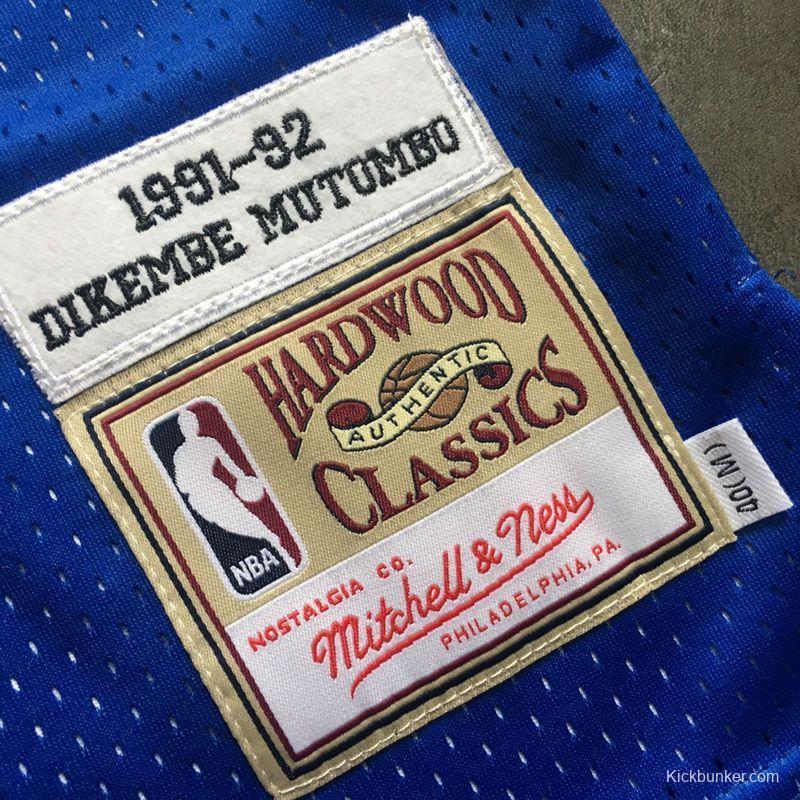 1991-92
DIKEMBE MUTOMBO
HARDWOOD
AUTHENTIC
CLASSICS
NBA
NOSTALGIA CO.
Mitchell & Ness
PHILADELPHIA, PA.
40(M)
Kickbunker.com